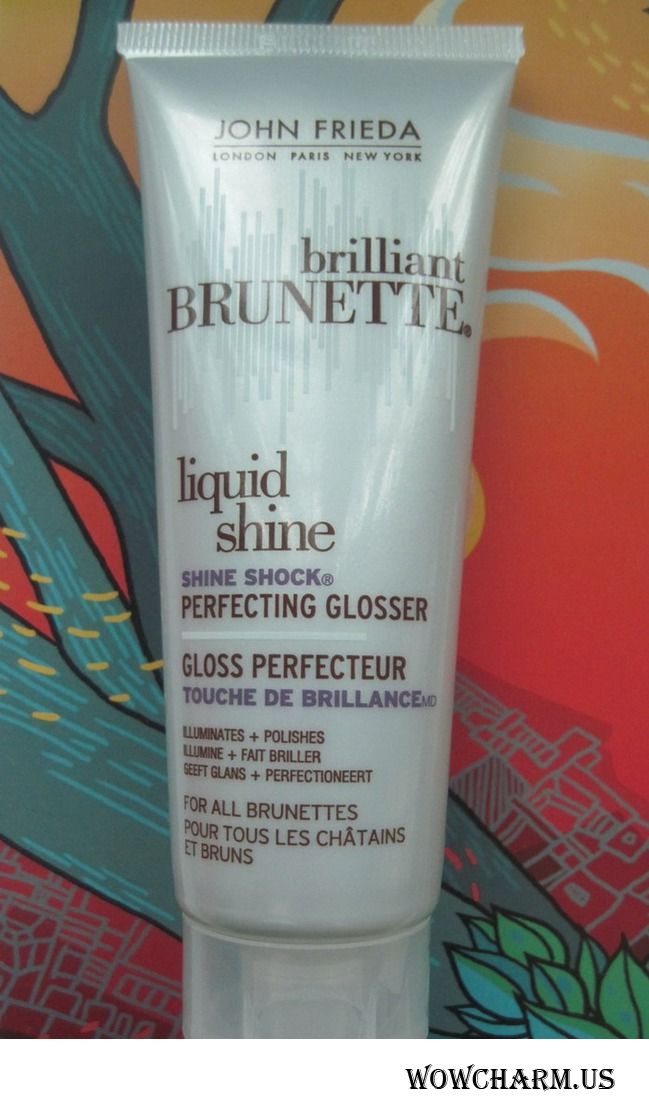 JOHN FRIEDA
LONDON PARIS NEW YORK
brilliant
BRUNETTE®
liquid
shine
SHINE SHOCK®
PERFECTING GLOSSER
GLOSS PERFECTEUR
TOUCHE DE BRILLANCEMD
ILLUMINATES + POLISHES
ILLUMINE + FAIT BRILLER
GEEFT GLANS + PERFECTIONEERT
FOR ALL BRUNETTES
POUR TOUS LES CHÂTAINS
ET BRUNS
WOWCHARM.US